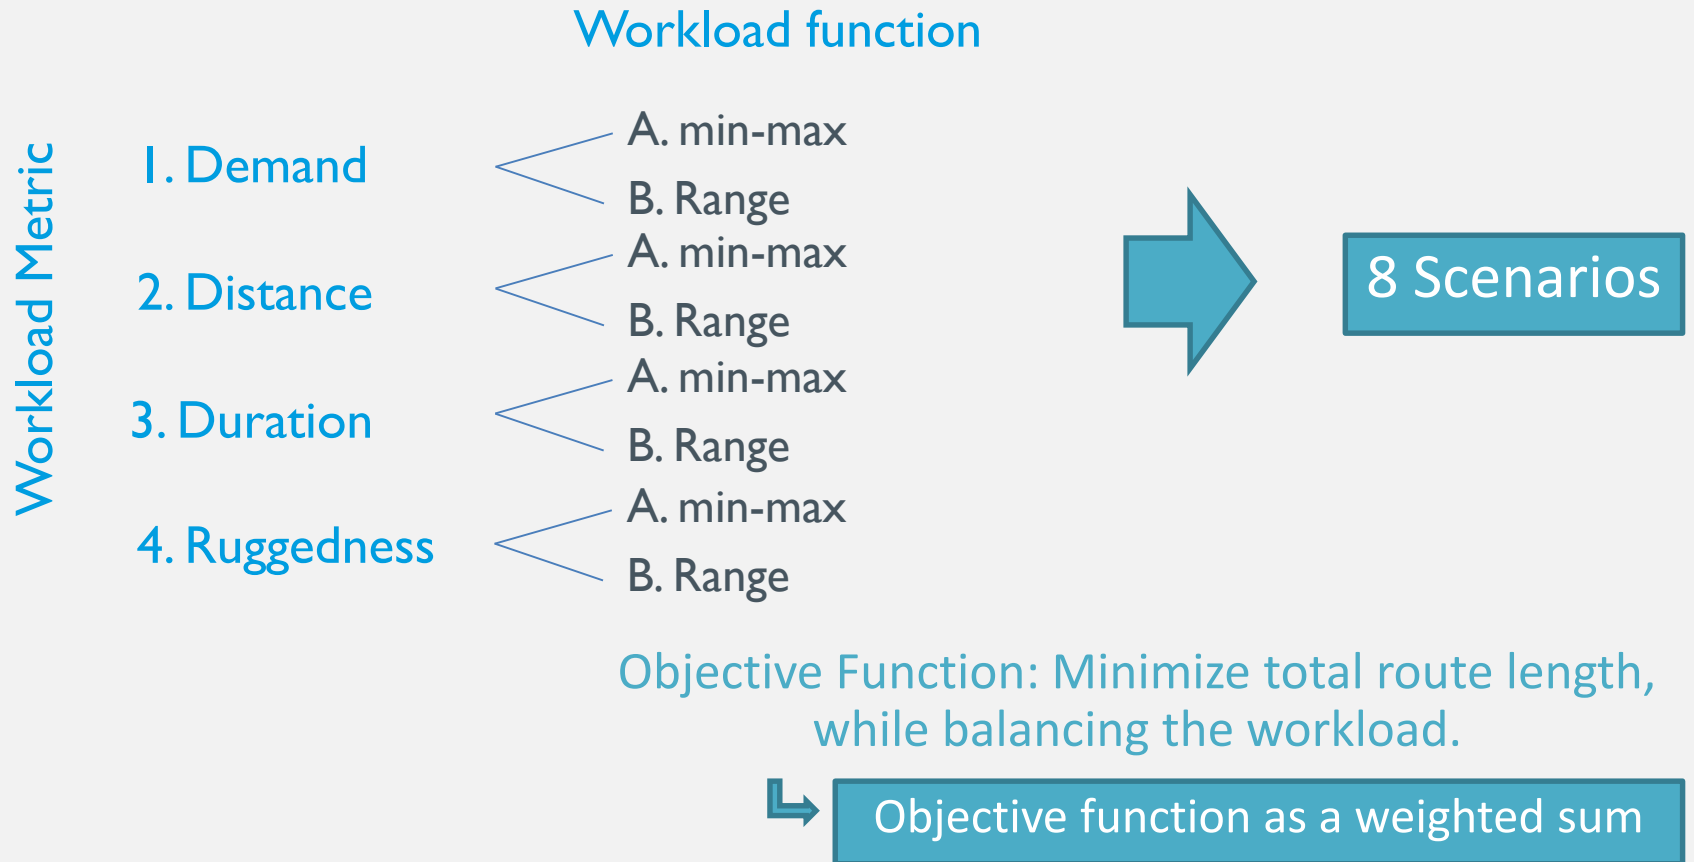 Workload function
Workload Metric
1. Demand
A. min-max
B. Range
2. Distance
A. min-max
B. Range
3. Duration
A. min-max
B. Range
4. Ruggedness
A. min-max
B. Range
8 Scenarios
Objective Function: Minimize total route length,
while balancing the workload.
Objective function as a weighted sum